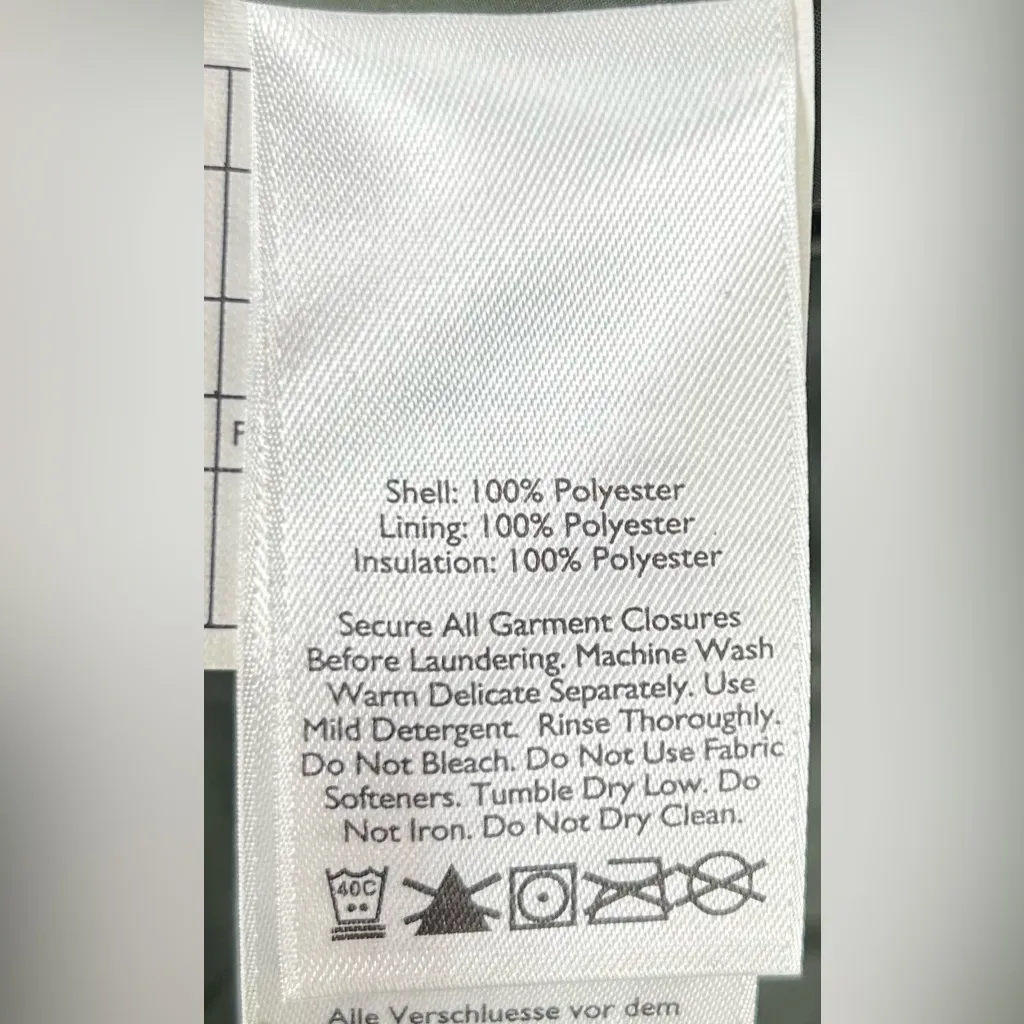 F
Shell: 100% Polyester
Lining: 100% Polyester
Insulation: 100% Polyester
Secure All Garment Closures
Before Laundering. Machine Wash
Warm Delicate Separately. Use
Mild Detergent. Rinse Thoroughly.
Do Not Bleach. Do Not Use Fabric
Softeners. Tumble Dry Low. Do
Not Iron. Do Not Dry Clean.
40C
Alle Verschluesse vor dem